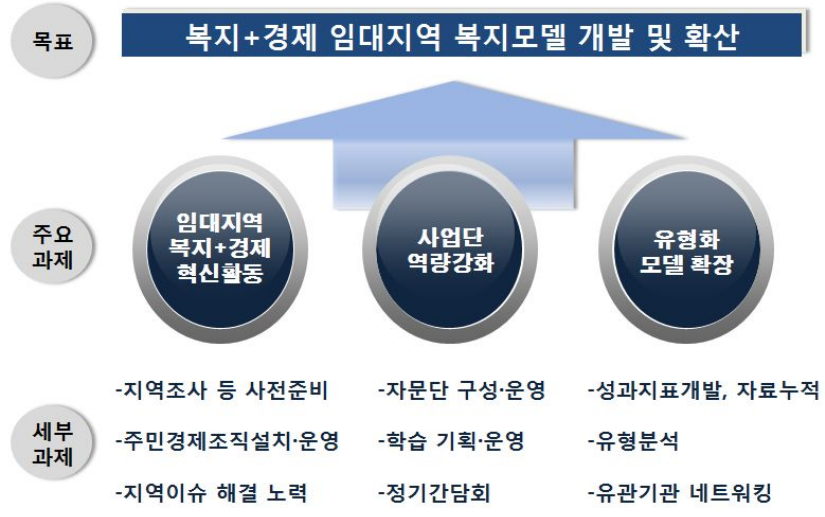 목표
복지+경제 임대지역 복지모델 개발 및 확산
주요
과제
임대지역
복지+경제
혁신활동
사업단
역량강화
유형화
모델 확장
세부
과제
-지역조사 등 사전준비
-주민경제조직설치·운영
-지역이슈 해결 노력
-자문단 구성·운영
-학습 기획·운영
-정기간담회
-성과지표개발, 자료누적
-유형분석
-유관기관 네트워킹